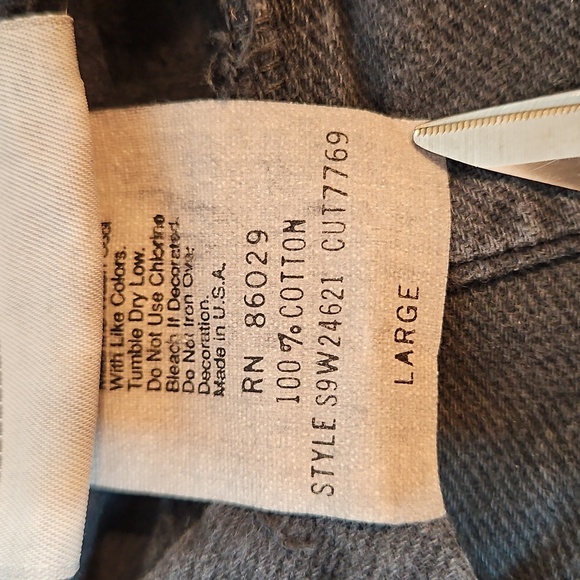 With Like Colors.
Tumble Dry Low.
Do Not Use Chlorine
Bleach If Decorated.
Do Not Iron Over
Decoration.
Made in U.S.A.
RN 86029
100% COTTON
STYLE S9W24621 CUT7769
LARGE